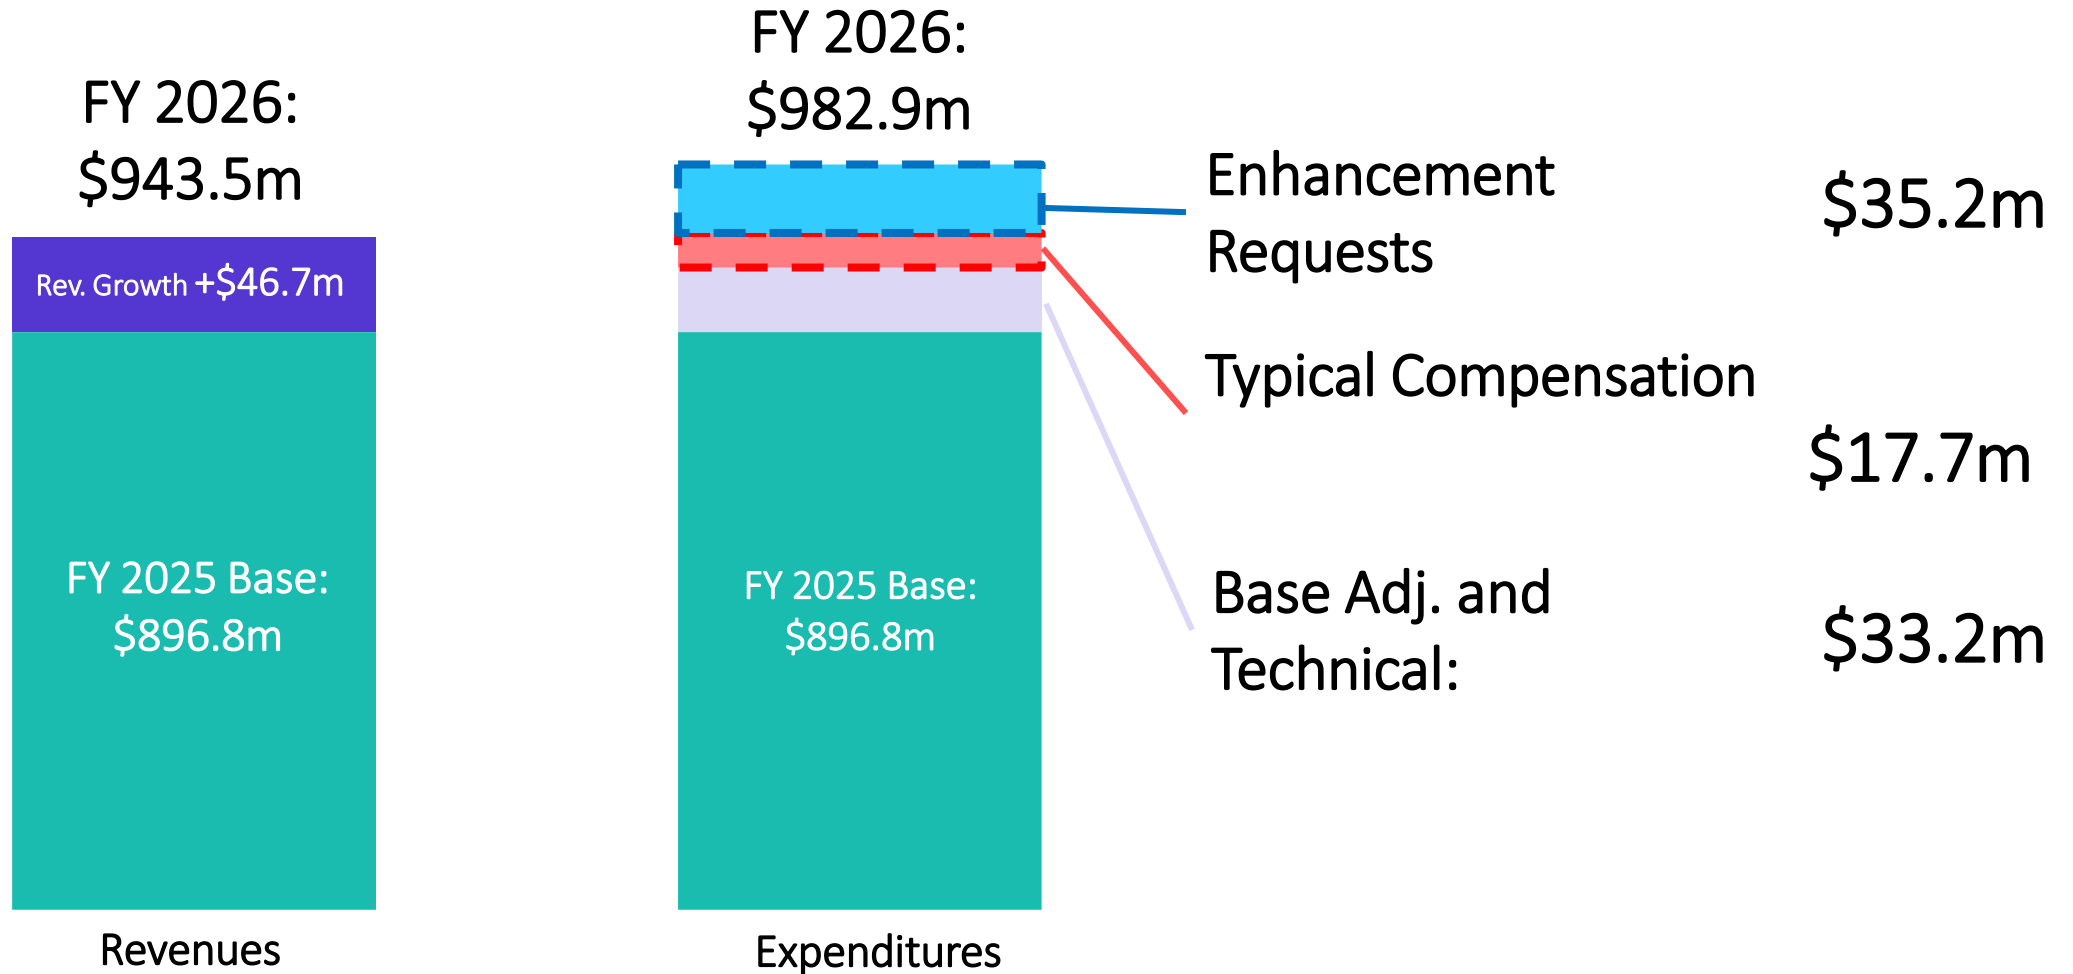 FY 2026:
$943.5m
Rev. Growth +$46.7m
FY 2025 Base:
$896.8m
Revenues
FY 2026:
$982.9m
FY 2025 Base:
$896.8m
Expenditures
Enhancement
Requests
$35.2m
Typical Compensation
$17.7m
Base Adj. and
Technical:
$33.2m